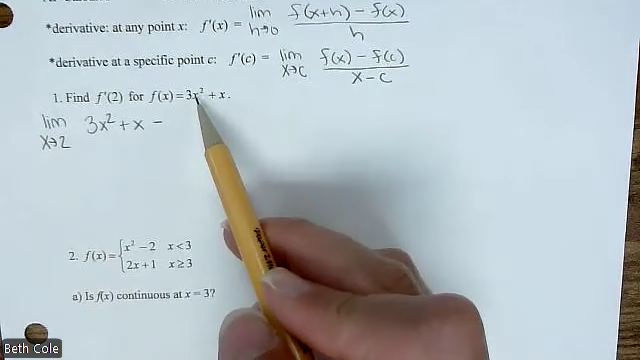 *derivative: at any point x: f'(x) = lim h→0 (f(x+h) - f(x)) / h
*derivative at a specific point c: f'(c) = lim x→c (f(x) - f(c)) / (x - c)
1. Find f'(2) for f(x) = 3x² + x.
lim x→2 3x² + x -
2. f(x) = { x² - 2 x < 3
2x + 1 x ≥ 3
a) Is f(x) continuous at x = 3?
Beth Cole